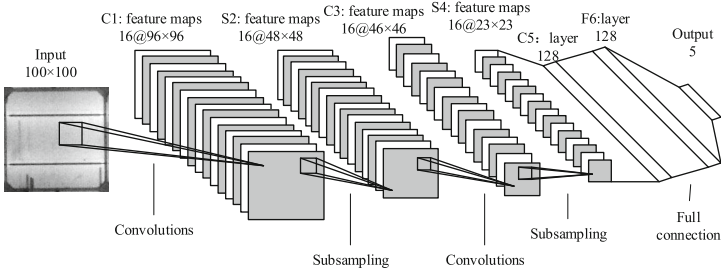 Input
100×100
C1: feature maps
16@96×96
S2: feature maps
16@48×48
C3: feature maps
16@46×46
S4: feature maps
16@23×23
C5: layer
128
F6:layer
128
Output
5
Convolutions
Subsampling
Convolutions
Subsampling
Full
connection